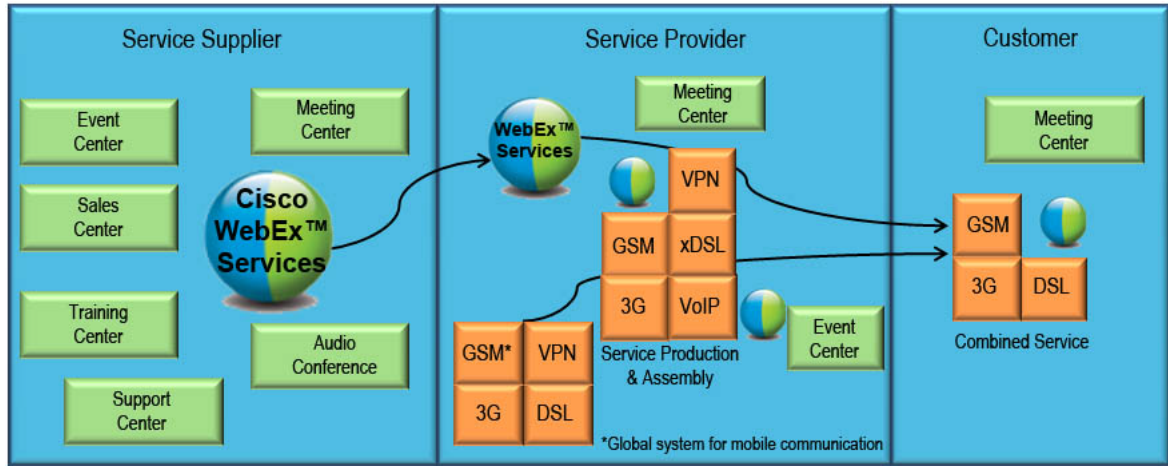 Service Supplier
Event
Center
Meeting
Center
Sales
Center
Cisco
WebEx™
Services
Training
Center
Audio
Conference
Support
Center
Service Provider
Meeting
Center
WebEx™
Services
VPN
GSM
xDSL
3G
VoIP
Service Production
& Assembly
Event
Center
GSM*
VPN
3G
DSL
*Global system for mobile communication
Customer
Meeting
Center
GSM
3G
DSL
Combined Service